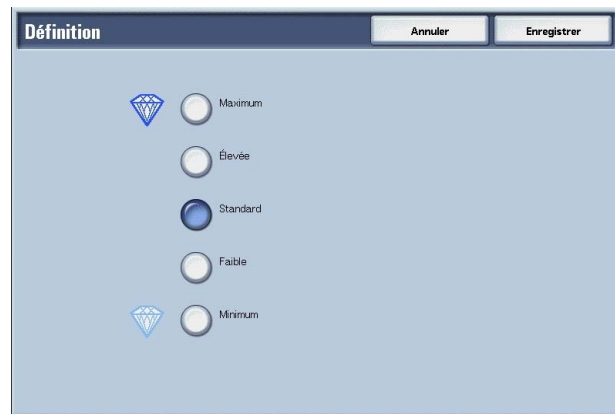 Définition
Annuler
Enregistrer
Maximum
Élevée
Standard
Faible
Minimum